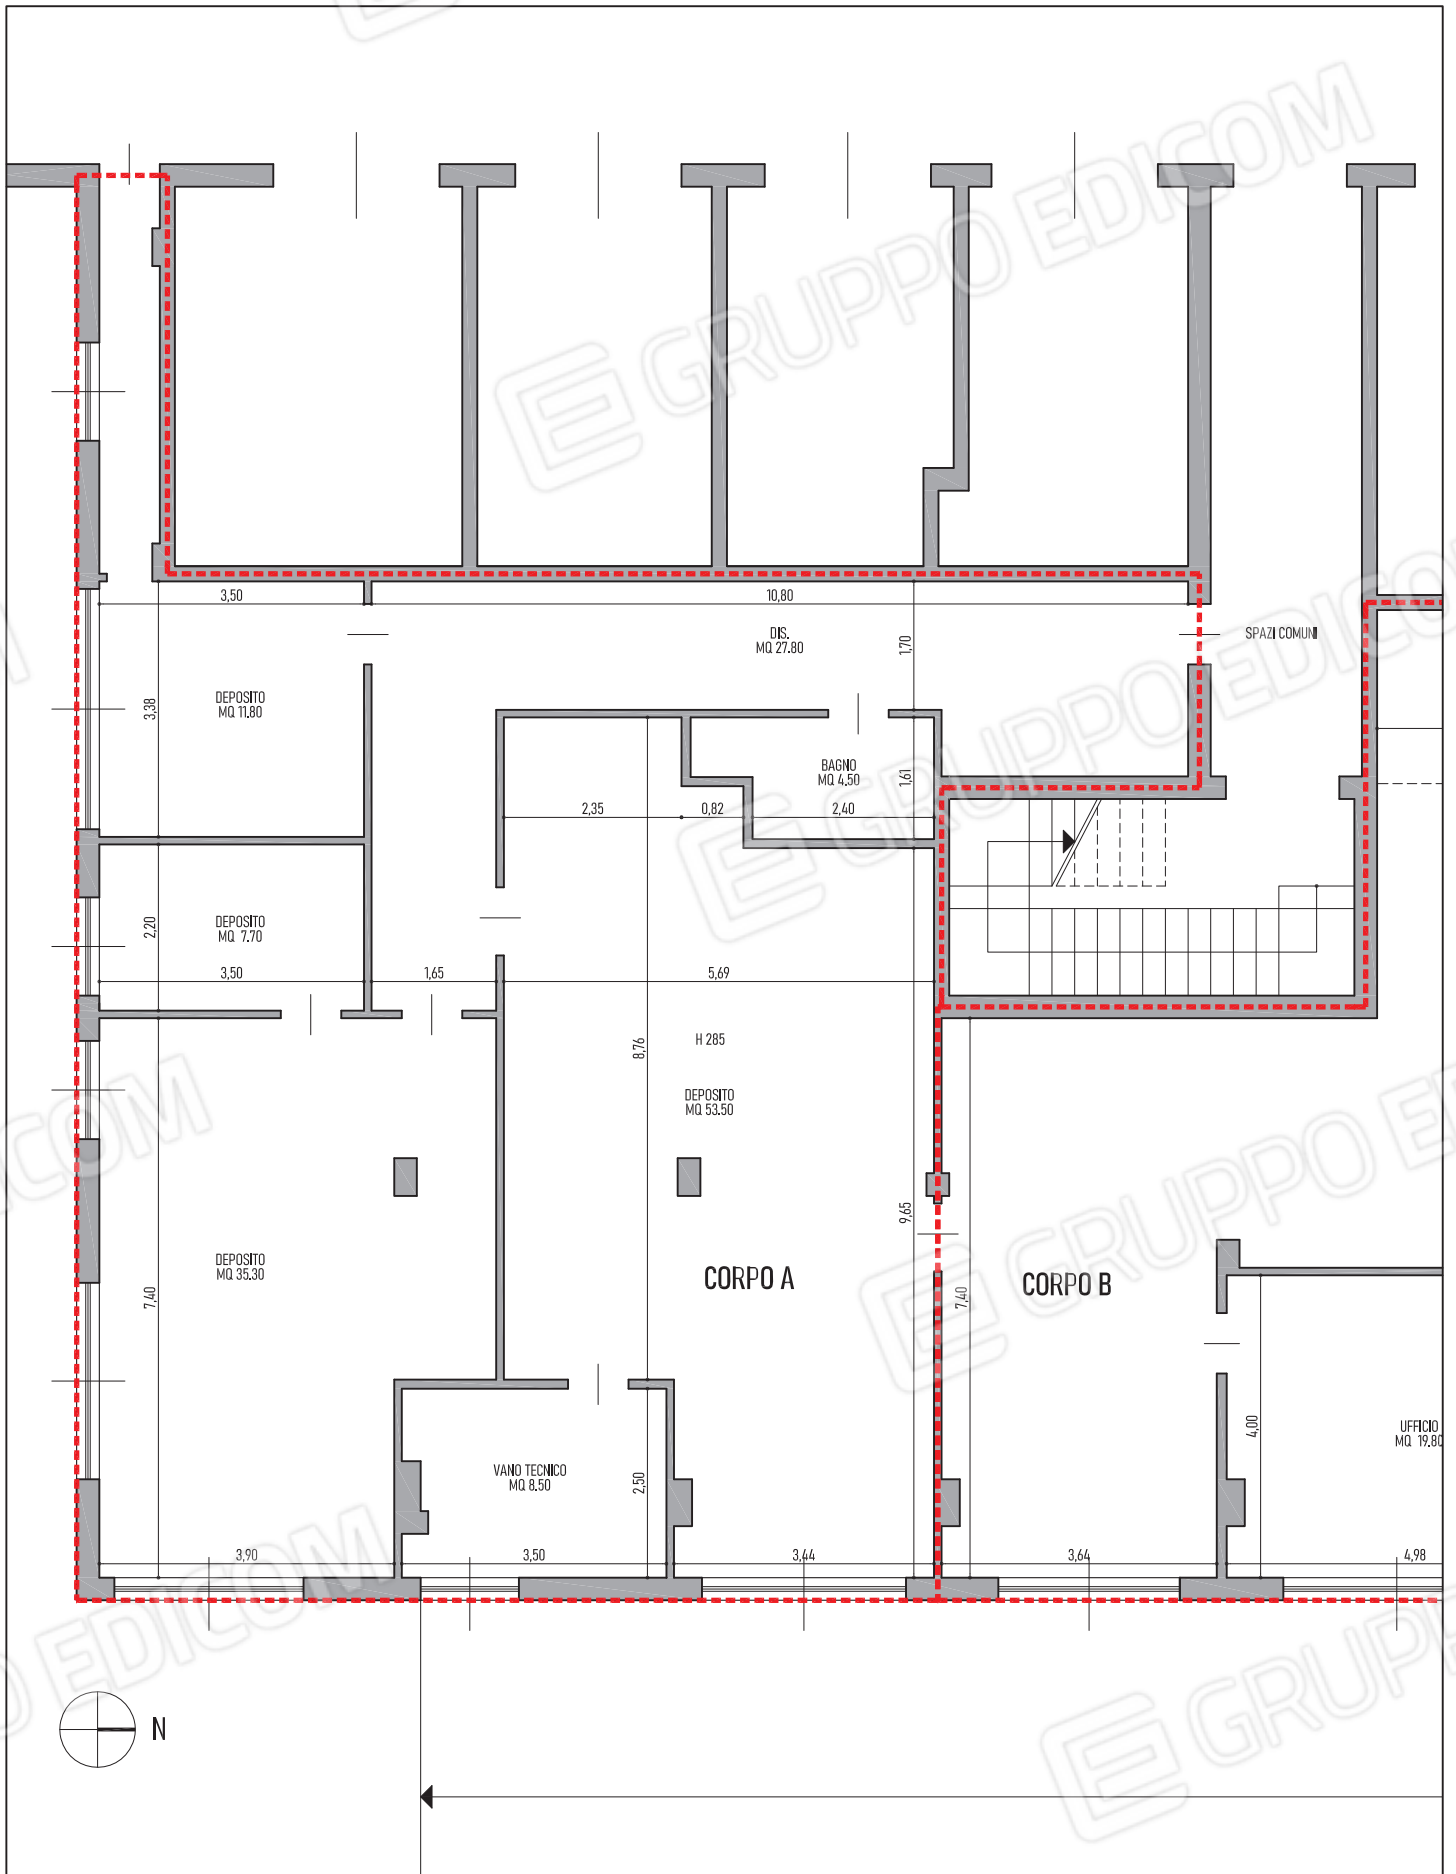 GRUPPO EDICOM
3,50
10,80
DIS.
MQ 27.80
1,70
SPAZI COMUNI
GRUPPO EDICOM
DEPOSITO
MQ 11.80
3,38
BAGNO
MQ 4.50
1,61
2,35
0,82
2,40
DEPOSITO
MQ 7.70
2,20
3,50
1,65
5,69
H 285
8,76
DEPOSITO
MQ 53.50
EDICOM
GRUPPO EDI
9,65
DEPOSITO
MQ 35.30
7,40
CORPO A
CORPO B
7,40
4,00
UFFICIO
MQ 19.80
VANO TECNICO
MQ 8.50
2,50
3,90
3,50
3,44
3,64
4,98
O EDICOM
GRUPP
N